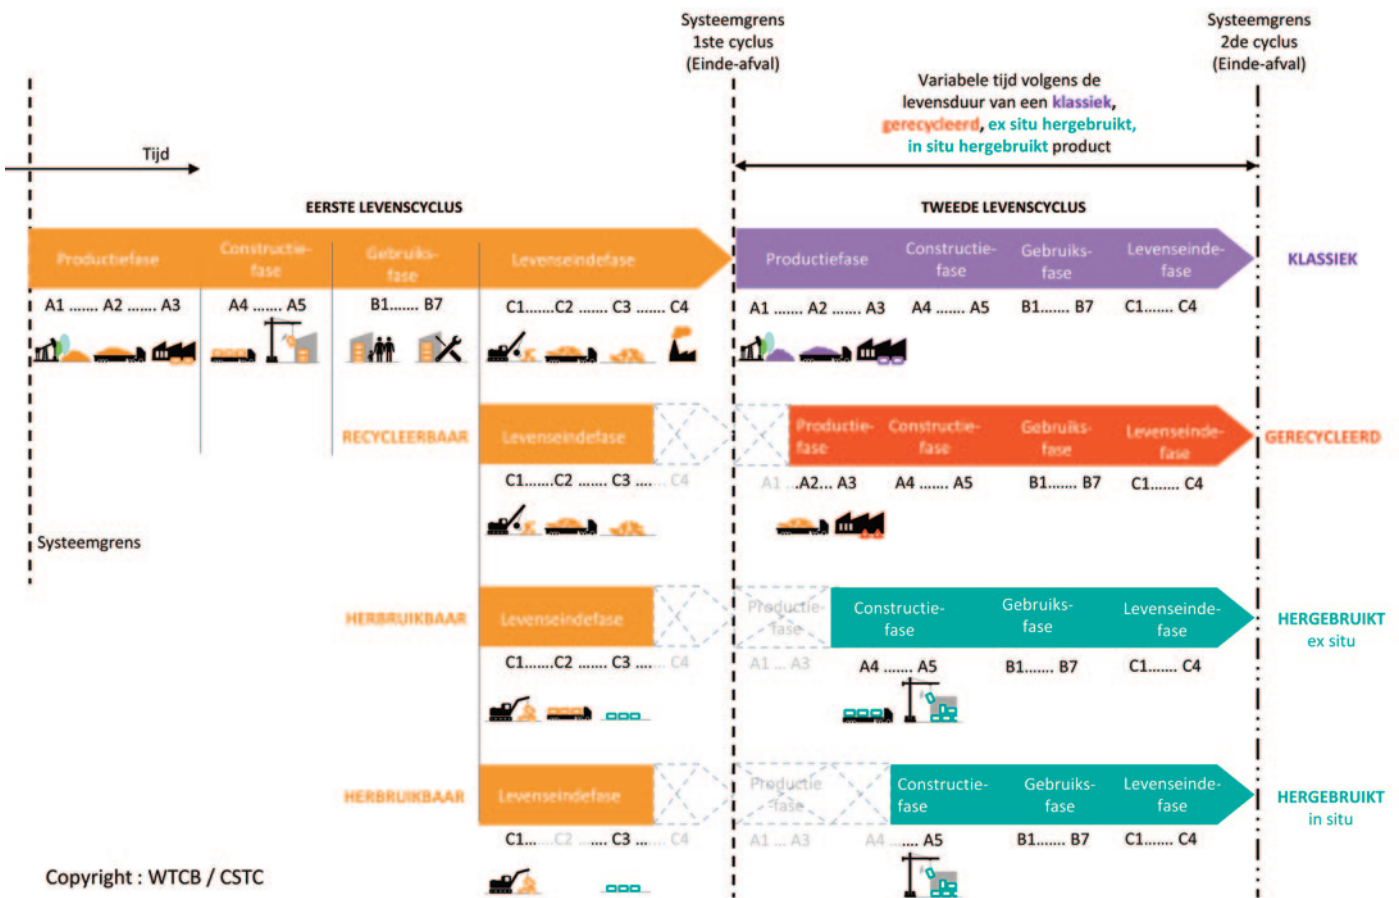 Systeemgrens
1ste cyclus
(Einde-afval)
Systeemgrens
2de cyclus
(Einde-afval)
Variabele tijd volgens de
levensduur van een klassiek,
gerecycleerd, ex situ hergebruikt,
in situ hergebruikt product
Tijd
EERSTE LEVENSCYCLUS
TWEEDE LEVENSCYCLUS
Productiefase
Constructie-
fase
Gebruiks-
fase
Levenseindefase
Productiefase
Constructie-
fase
Gebruiks-
fase
Levenseinde-
fase
KLASSIEK
A1 ....... A2 ...... A3
A4 ...... A5
B1....... B7
C1.......C2 ....... C3 ....... C4
A1 ....... A2 ...... A3
A4 ....... A5
B1....... B7
C1....... C4
RECYCLEERBAAR
Levenseindefase
Productie-
fase
Constructie-
fase
Gebruiks-
fase
Levenseinde-
fase
GERECYCLEERD
C1.......C2 ....... C3 ....... C4
A1 ...A2... A3
A4 ....... A5
B1....... B7
C1....... C4
Systeemgrens
HERBRUIKBAAR
Levenseindefase
Productie-
fase
Constructie-
fase
Gebruiks-
fase
Levenseinde-
fase
HERGEBRUIKT
ex situ
C1.......C2 ....... C3 ....... C4
A1 ... A3
A4 ....... A5
B1....... B7
C1....... C4
HERBRUIKBAAR
Levenseindefase
Productie
-fase
Constructie-
fase
Gebruiks-
fase
Levenseinde-
fase
HERGEBRUIKT
in situ
C1.... C2 ....... C3 ....... C4
A1 ... A3
A4 ....... A5
B1....... B7
C1....... C4
Copyright : WTCB / CSTC